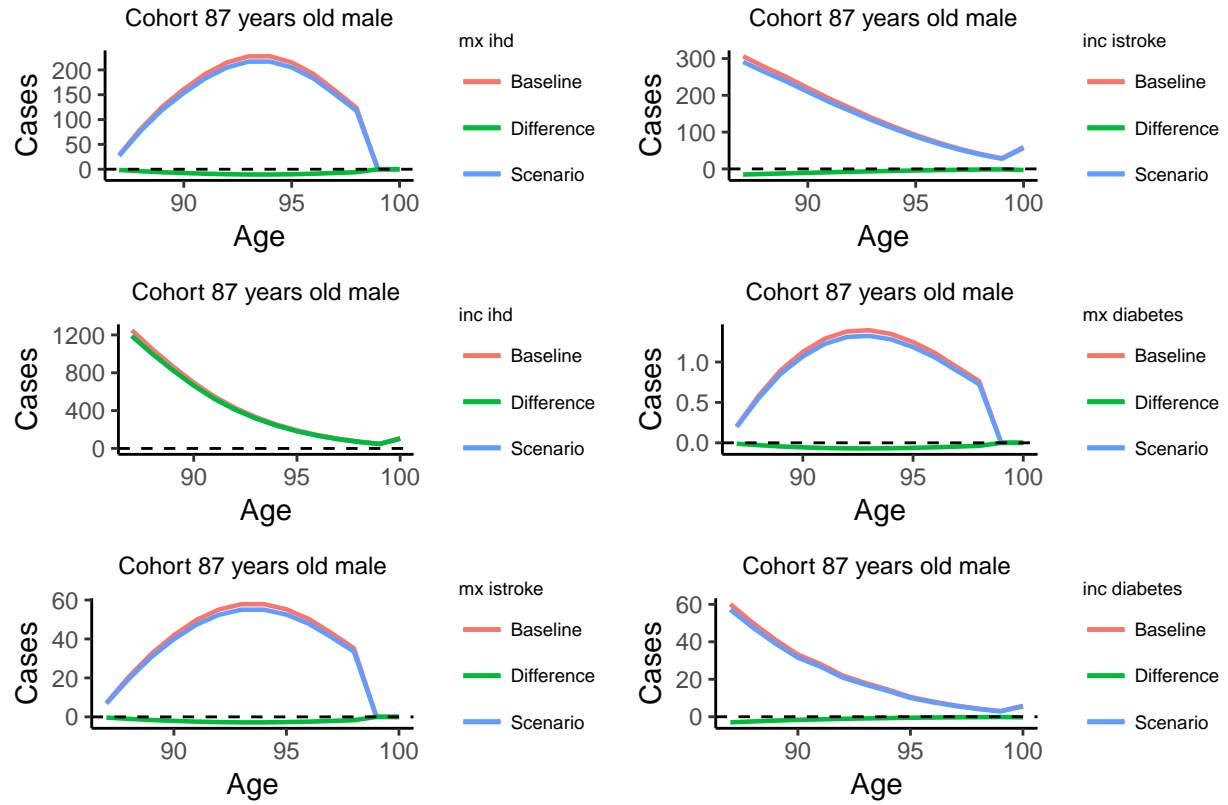 Cohort 87 years old male
mx ihd
Cases
200
150
100
50
0
90
95
100
Age
Baseline
Difference
Scenario
Cohort 87 years old male
inc istroke
Cases
300
200
100
0
90
95
100
Age
Baseline
Difference
Scenario
Cohort 87 years old male
inc ihd
Cases
1200
800
400
0
90
95
100
Age
Baseline
Difference
Scenario
Cohort 87 years old male
mx diabetes
Cases
1.0
0.5
0.0
90
95
100
Age
Baseline
Difference
Scenario
Cohort 87 years old male
mx istroke
Cases
60
40
20
0
90
95
100
Age
Baseline
Difference
Scenario
Cohort 87 years old male
inc diabetes
Cases
60
40
20
0
90
95
100
Age
Baseline
Difference
Scenario